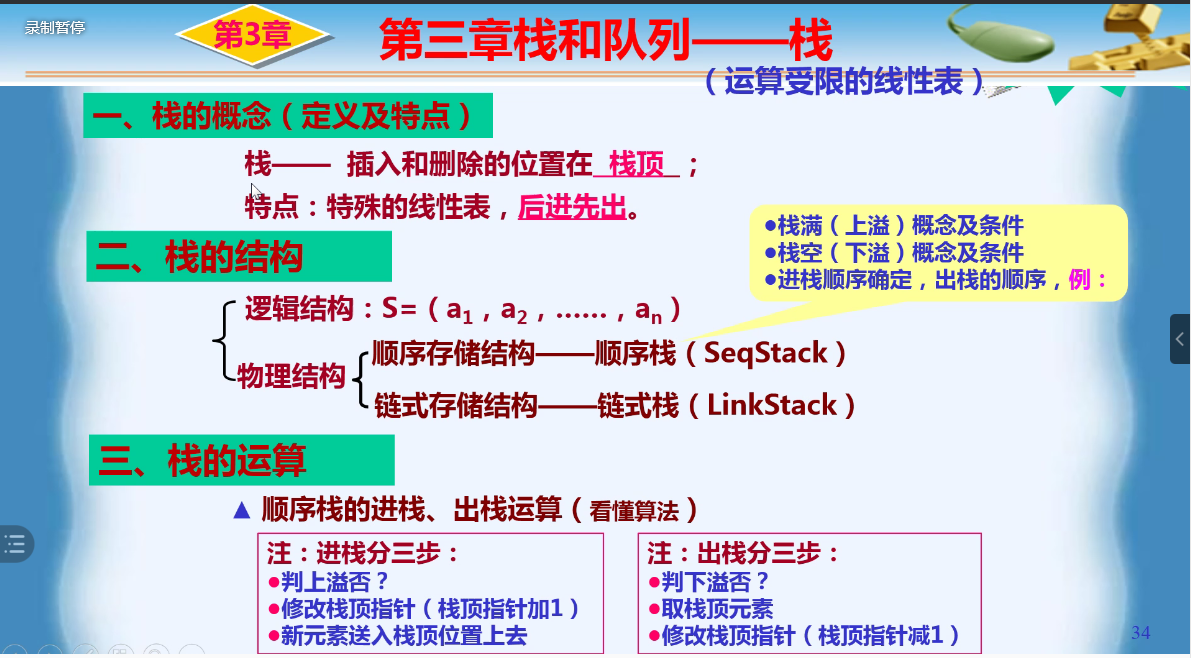 录制暂停
第3章
第三章栈和队列——栈
（运算受限的线性表）
一、栈的概念（定义及特点）
栈—— 插入和删除的位置在 栈顶 ；
特点：特殊的线性表，后进先出。
●栈满（上溢）概念及条件
●栈空（下溢）概念及条件
●进栈顺序确定，出栈的顺序，例：
二、栈的结构
逻辑结构：S=（a1，a2，……，an）
物理结构
顺序存储结构——顺序栈（SeqStack）
链式存储结构——链式栈（LinkStack）
三、栈的运算
▲ 顺序栈的进栈、出栈运算（看懂算法）
注：进栈分三步：
●判上溢否？
●修改栈顶指针（栈顶指针加1）
●新元素送入栈顶位置上去
注：出栈分三步：
●判下溢否？
●取栈顶元素
●修改栈顶指针（栈顶指针减1）
34